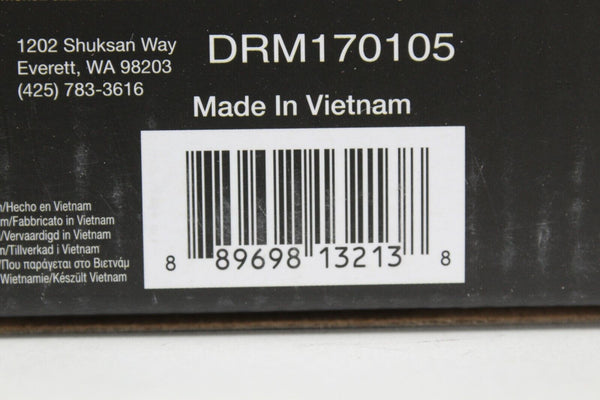 1202 Shuksan Way
Everett, WA 98203
(425) 783-3616
DRM170105
Made In Vietnam
/Hecho en Vietnam
/Fabbricato in Vietnam
/Vervaardigd in Vietnam
/Tillverkad i Vietnam
/Που παράγεται στο Βιετνάμ
Wietnamie/Készült Vietnam
8 89698 13213 8